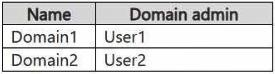 Name Domain admin
Domain1 User1
Domain2 User2